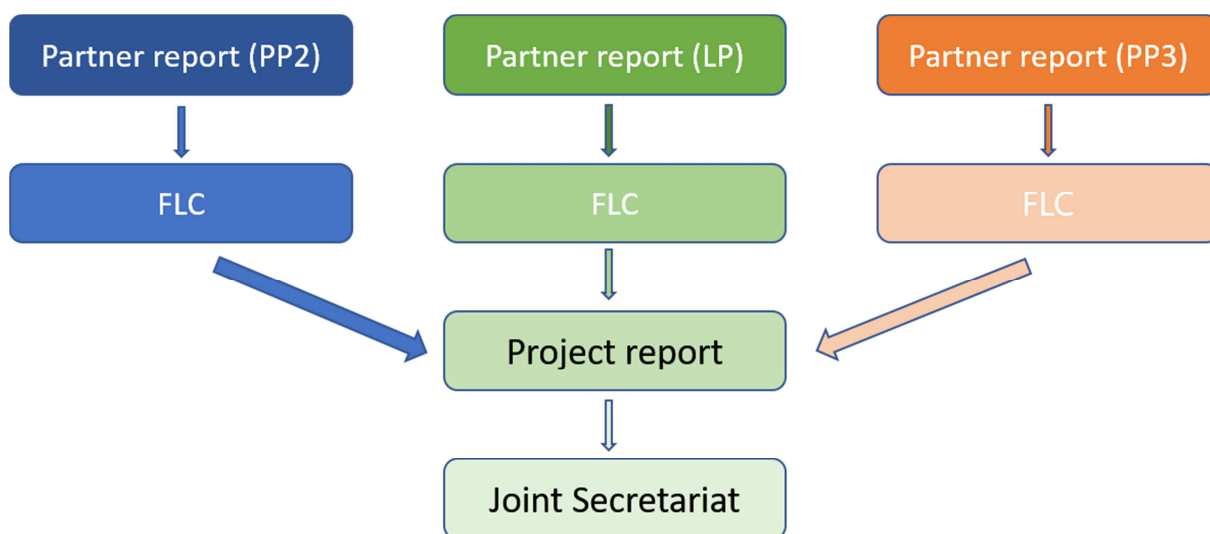 Partner report (PP2)
Partner report (LP)
Partner report (PP3)
FLC
FLC
FLC
Project report
Joint Secretariat